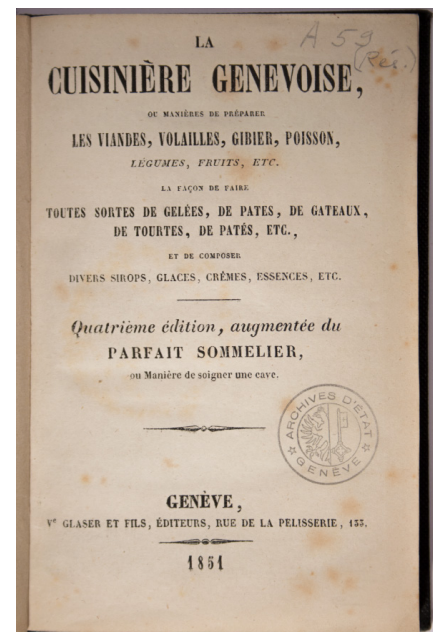 A 59
(Rés.)
LA
CUISINIÈRE GENEVOISE,
OU MANIÈRES DE PRÉPARER
LES VIANDES, VOLAILLES, GIBIER, POISSON,
LÉGUMES, FRUITS, ETC.
LA FAÇON DE FAIRE
TOUTES SORTES DE GELÉES, DE PATES, DE GATEAUX,
DE TOURTES, DE PATÉS, ETC.,
ET DE COMPOSER
DIVERS SIROPS, GLACES, CRÊMES, ESSENCES, ETC.
Quatrième édition, augmentée du
PARFAIT SOMMELIER,
ou Manière de soigner une cave.
ARCHIVES D'ÉTAT
GENÈVE
GENÈVE,
Ve GLASER ET FILS, ÉDITEURS, RUE DE LA PELISSERIE, 133.
1851